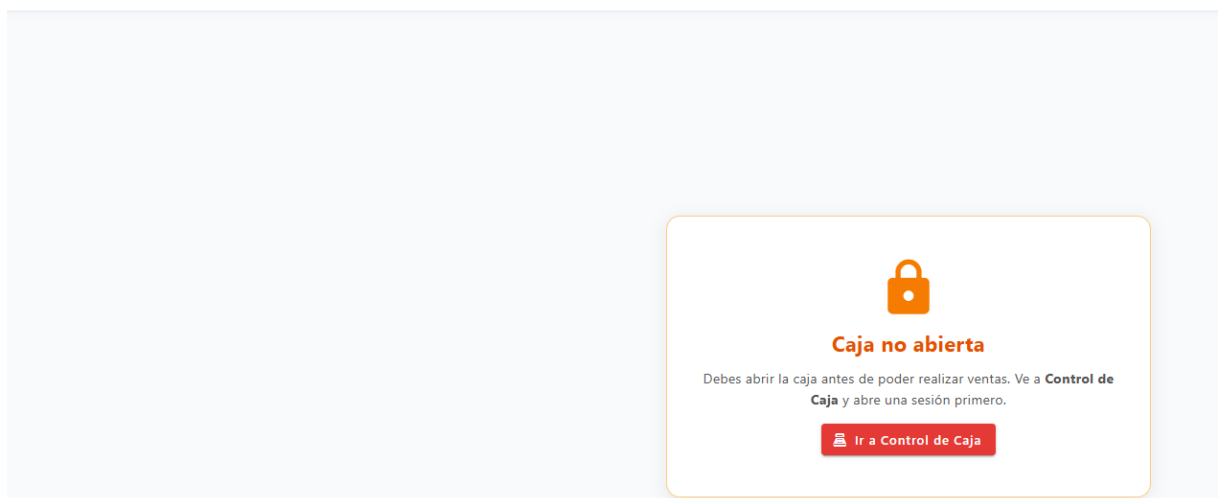 Caja no abierta
Debes abrir la caja antes de poder realizar ventas. Ve a Control de
Caja y abre una sesión primero.
Ir a Control de Caja